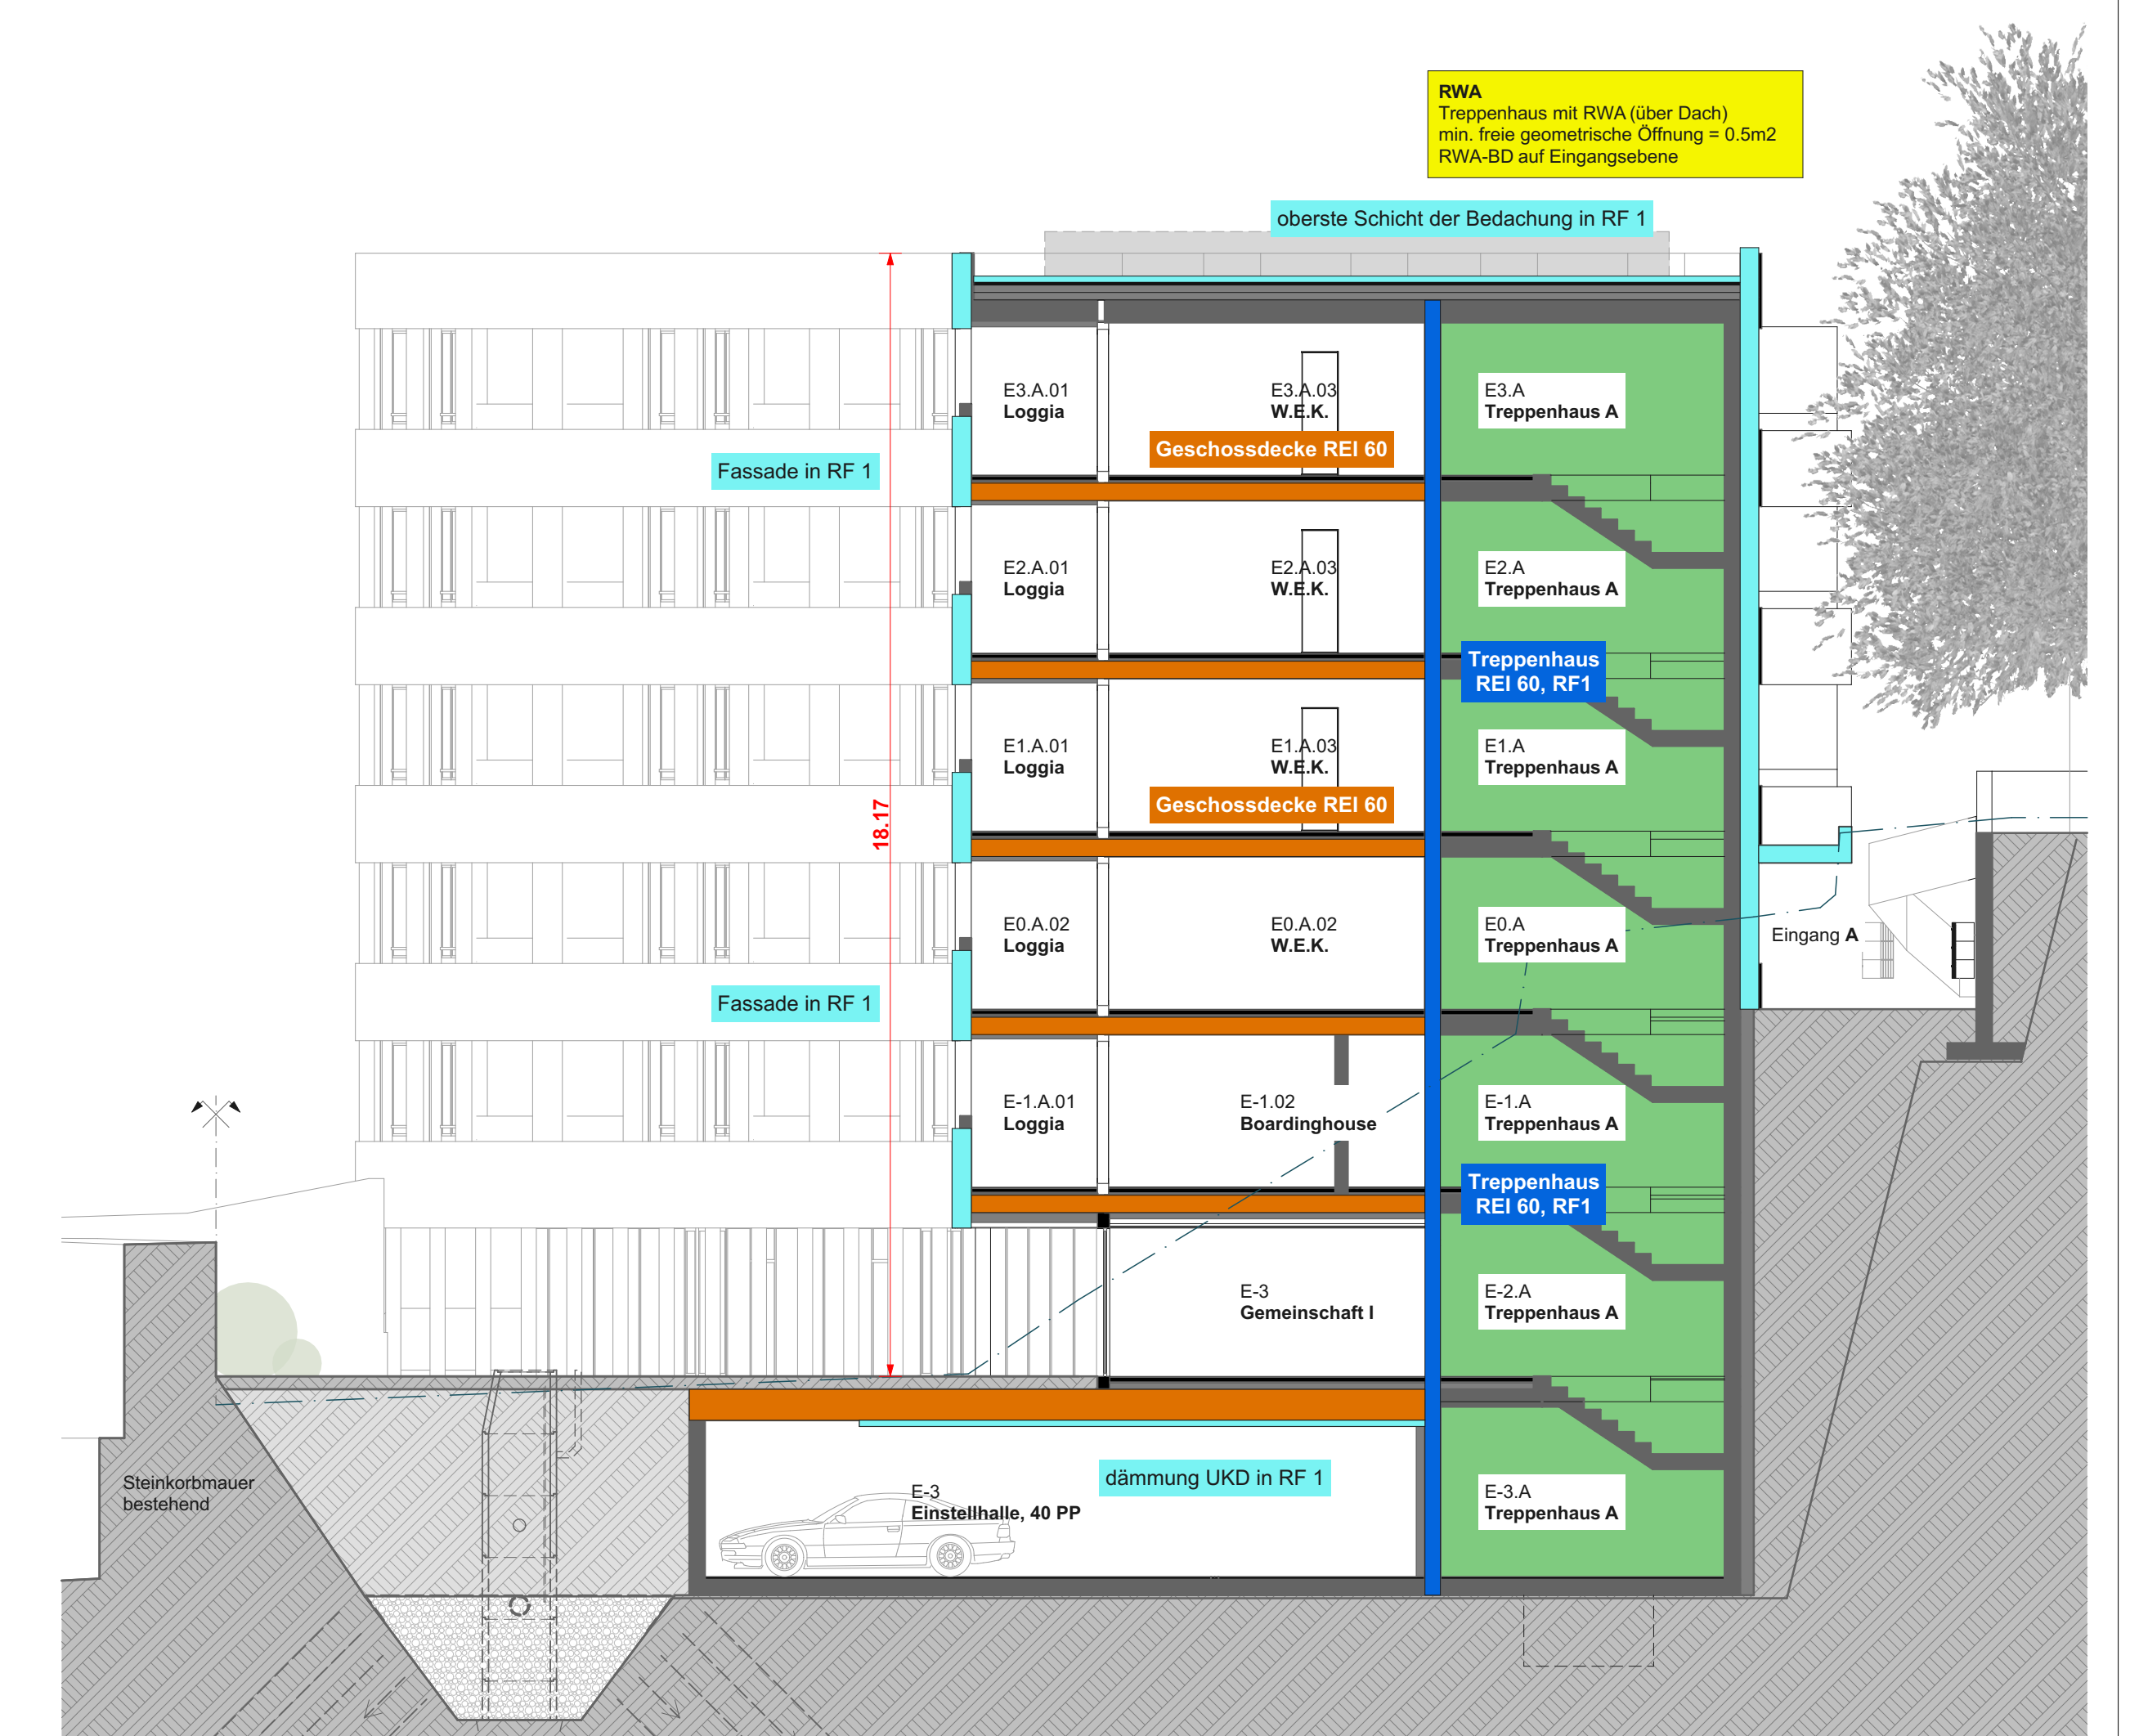 RWA
Treppenhaus mit RWA (über Dach)
min. freie geometrische Öffnung = 0.5m2
RWA-BD auf Eingangsebene
oberste Schicht der Bedachung in RF 1
E3.A.01
Loggia
E3.A.03
W.E.K.
E3.A
Treppenhaus A
Geschossdecke REI 60
Fassade in RF 1
E2.A.01
Loggia
E2.A.03
W.E.K.
E2.A
Treppenhaus A
Treppenhaus
REI 60, RF1
E1.A.01
Loggia
E1.A.03
W.E.K.
E1.A
Treppenhaus A
Geschossdecke REI 60
18.17
E0.A.02
Loggia
E0.A.02
W.E.K.
E0.A
Treppenhaus A
Eingang A
Fassade in RF 1
E-1.A.01
Loggia
E-1.02
Boardinghouse
E-1.A
Treppenhaus A
Treppenhaus
REI 60, RF1
E-3
Gemeinschaft I
E-2.A
Treppenhaus A
dämmung UKD in RF 1
Steinkorbmauer
bestehend
E-3
Einstellhalle, 40 PP
E-3.A
Treppenhaus A